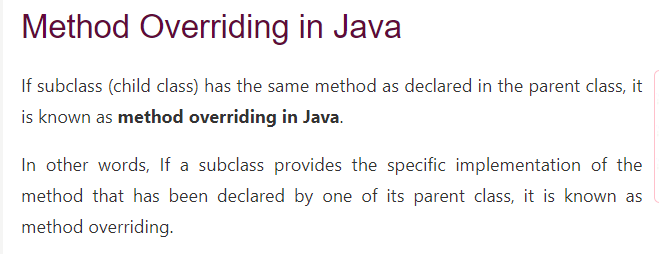 Method Overriding in Java
If subclass (child class) has the same method as declared in the parent class, it
is known as method overriding in Java.
In other words, If a subclass provides the specific implementation of the
method that has been declared by one of its parent class, it is known as
method overriding.